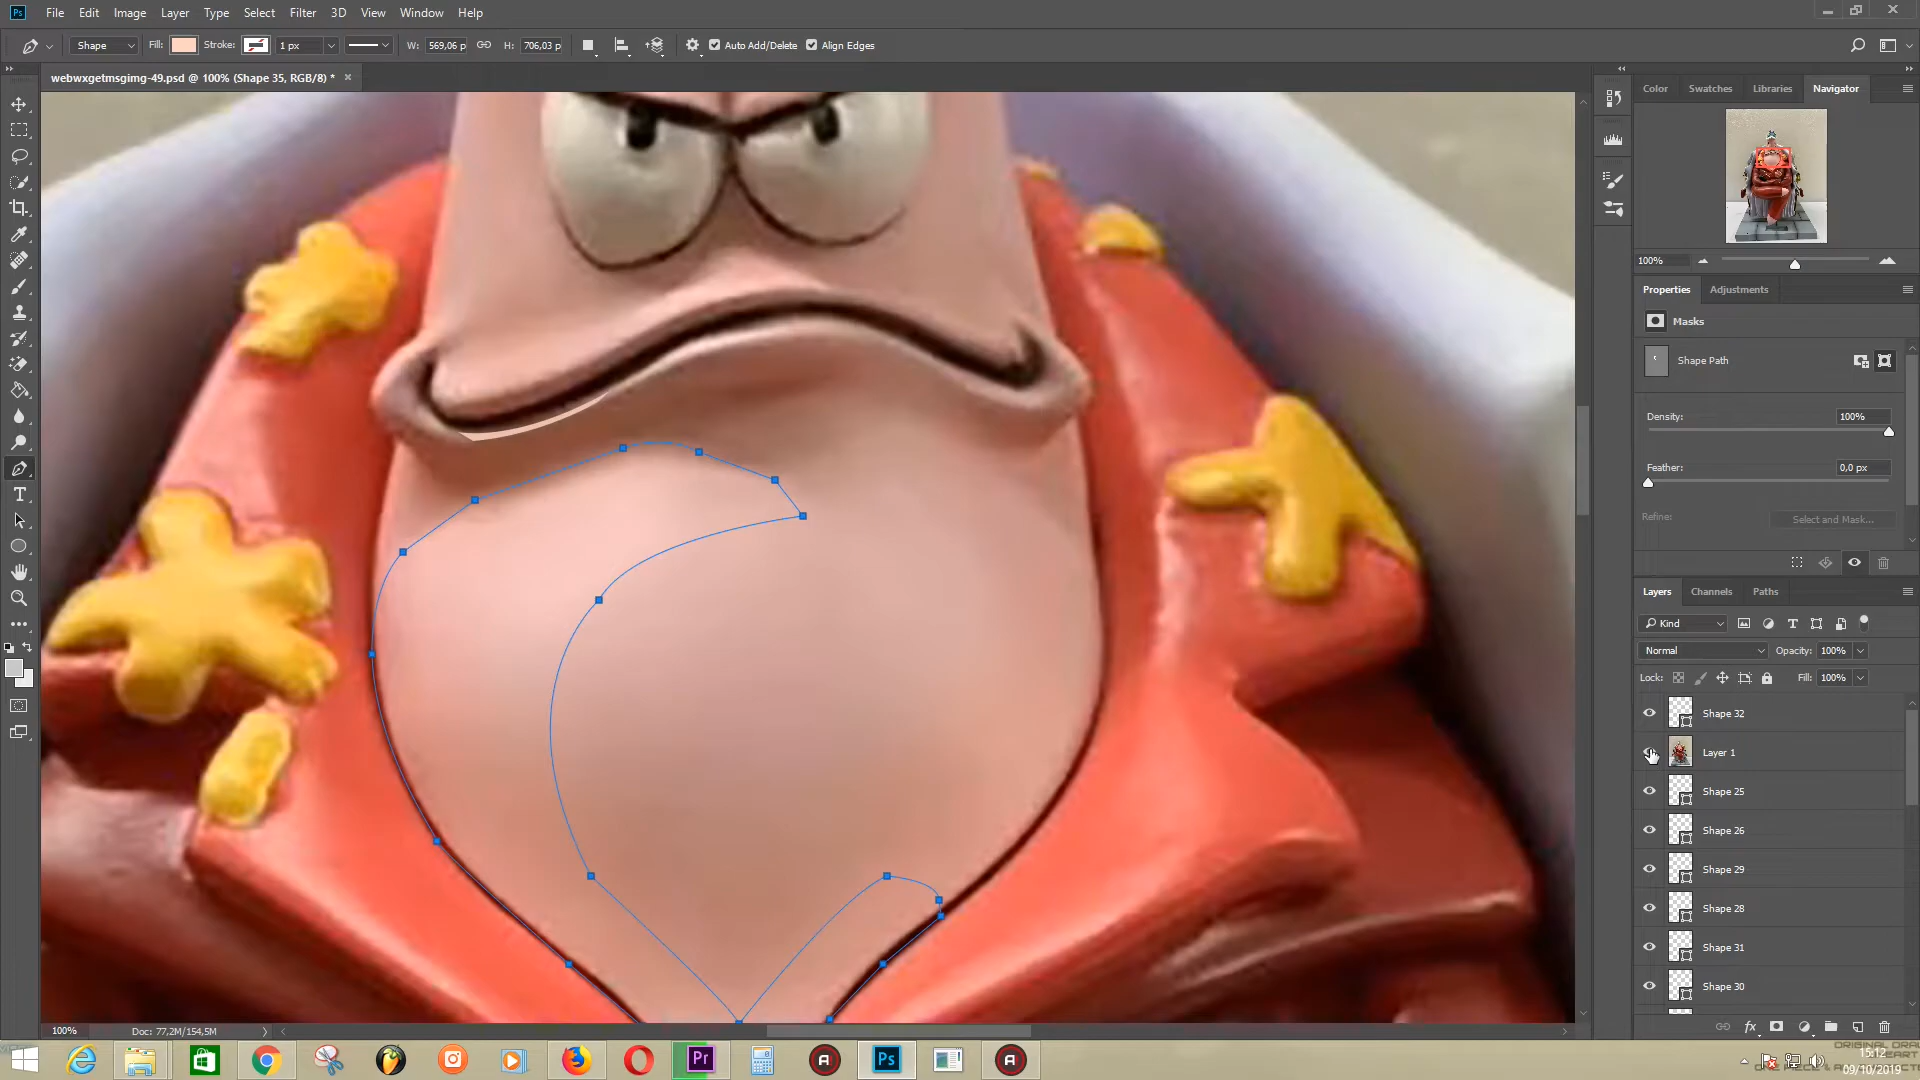 Ps File Edit Image Layer Type Select Filter 3D View Window Help
Shape Fill: Stroke: 1 px W: 569,06 p H: 706,03 p Auto Add/Delete Align Edges
webwxgetmsgimg-49.psd @ 100% (Shape 35, RGB/8) *
Color Swatches Libraries Navigator
100%
Properties Adjustments
Masks
Shape Path
Density: 100%
Feather: 0,0 px
Refine: Select and Mask...
Layers Channels Paths
Kind
Normal Opacity: 100%
Lock: Fill: 100%
Shape 32
Layer 1
Shape 25
Shape 26
Shape 29
Shape 28
Shape 31
Shape 30
100% Doc: 77,2M/154,5M
Pr Ps
15:12
09/10/2019